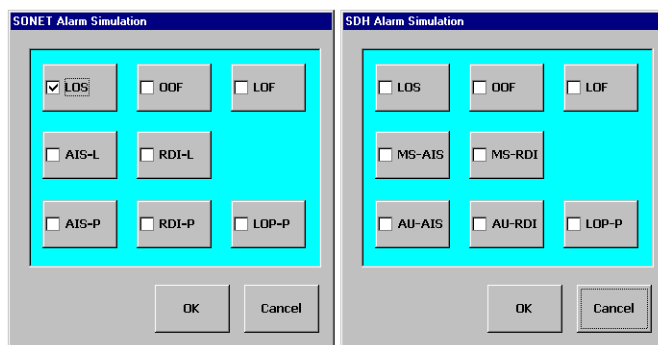 SONET Alarm Simulation
LOS OOF LOF
AIS-L RDI-L
AIS-P RDI-P LOP-P
OK Cancel
SDH Alarm Simulation
LOS OOF LOF
MS-AIS MS-RDI
AU-AIS AU-RDI LOP-P
OK Cancel